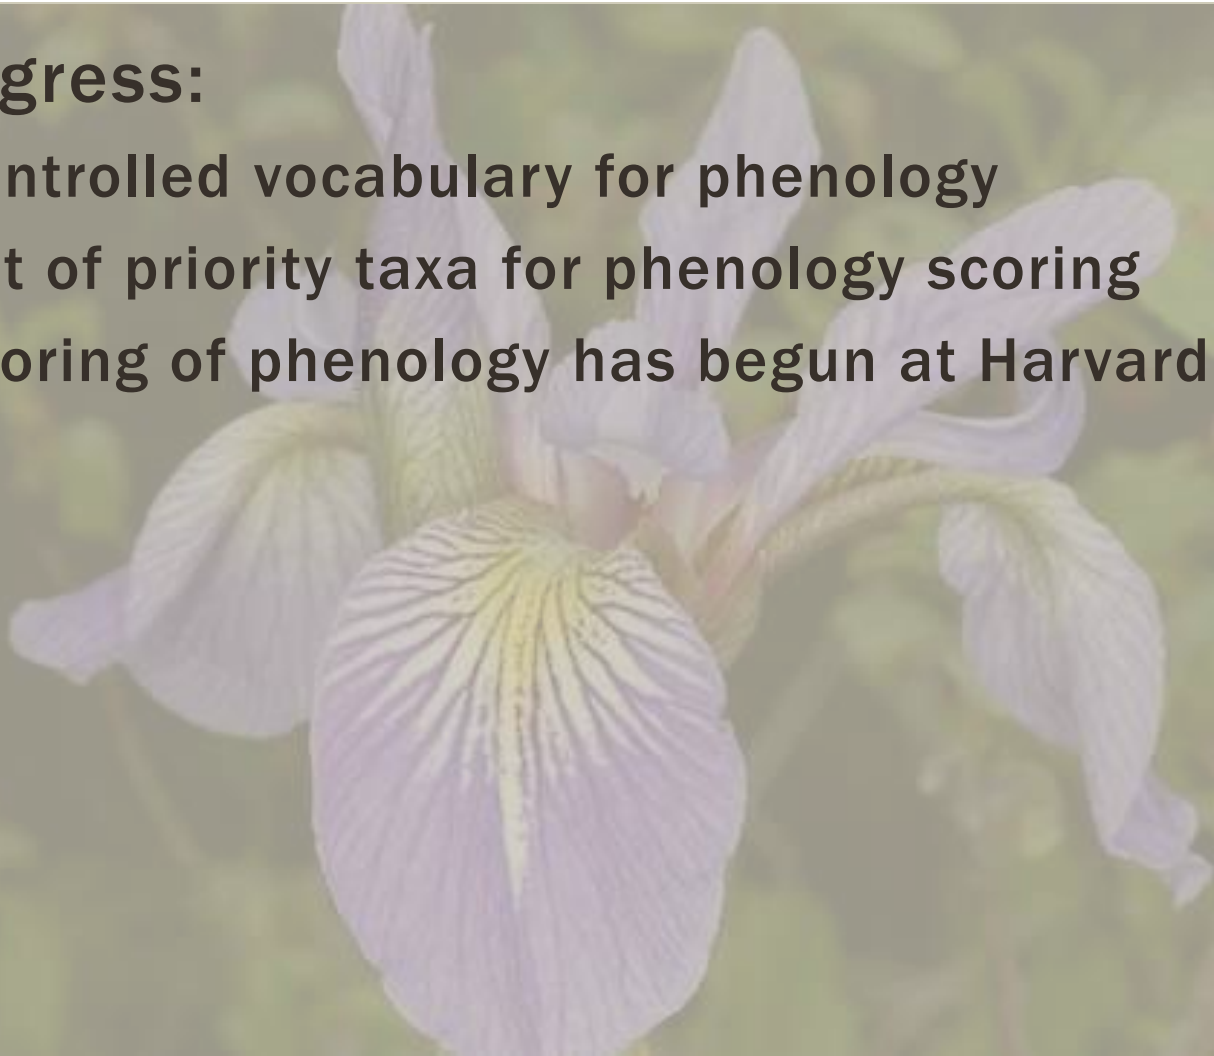 gress:
ntrolled vocabulary for phenology
t of priority taxa for phenology scoring
oring of phenology has begun at Harvard